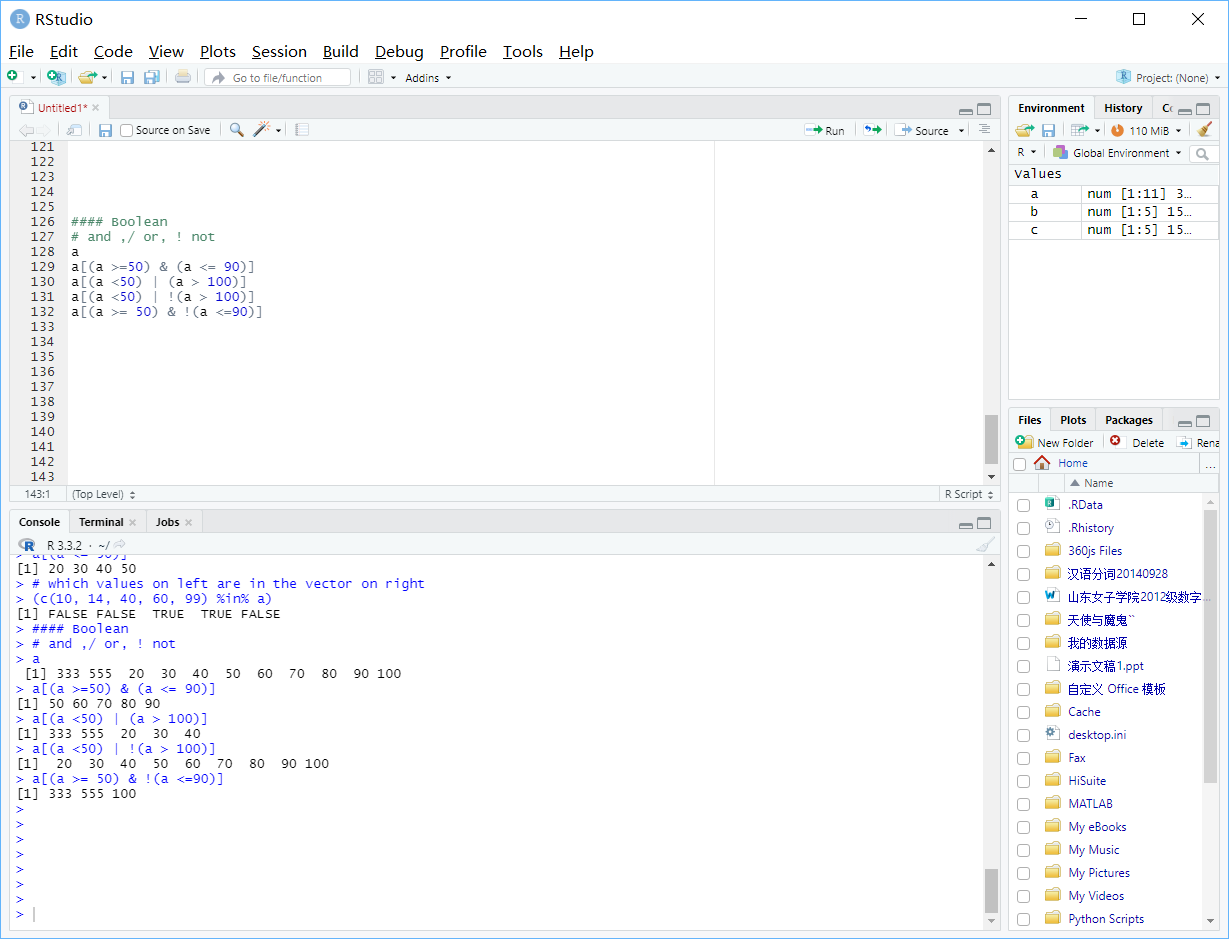 RStudio
File Edit Code View Plots Session Build Debug Profile Tools Help
Go to file/function Addins Project: (None)
Untitled1*
Source on Save Run Source
121
122
123
124
125
126 #### Boolean
127 # and ,/ or, ! not
128 a
129 a[(a >=50) & (a <= 90)]
130 a[(a <50) | (a > 100)]
131 a[(a <50) | !(a > 100)]
132 a[(a >= 50) & !(a <=90)]
133
134
135
136
137
138
139
140
141
142
143
143:1 (Top Level) R Script
Console Terminal Jobs
R 3.3.2 · ~/
> a[(a <= 50)]
[1] 20 30 40 50
> # which values on left are in the vector on right
> (c(10, 14, 40, 60, 99) %in% a)
[1] FALSE FALSE  TRUE  TRUE FALSE
> #### Boolean
> # and ,/ or, ! not
> a
 [1] 333 555  20  30  40  50  60  70  80  90 100
> a[(a >=50) & (a <= 90)]
[1] 50 60 70 80 90
> a[(a <50) | (a > 100)]
[1] 333 555  20  30  40
> a[(a <50) | !(a > 100)]
[1]  20  30  40  50  60  70  80  90 100
> a[(a >= 50) & !(a <=90)]
[1] 333 555 100
>
>
>
>
>
>
>
>
Environment History
110 MiB
R Global Environment
Values
a num [1:11] 3…
b num [1:5] 15…
c num [1:5] 15…
Files Plots Packages
New Folder Delete Rena
Home ...
Name
.RData
.Rhistory
360js Files
汉语分词20140928
山东女子学院2012级数字...
天使与魔鬼``
我的数据源
演示文稿1.ppt
自定义 Office 模板
Cache
desktop.ini
Fax
HiSuite
MATLAB
My eBooks
My Music
My Pictures
My Videos
Python Scripts